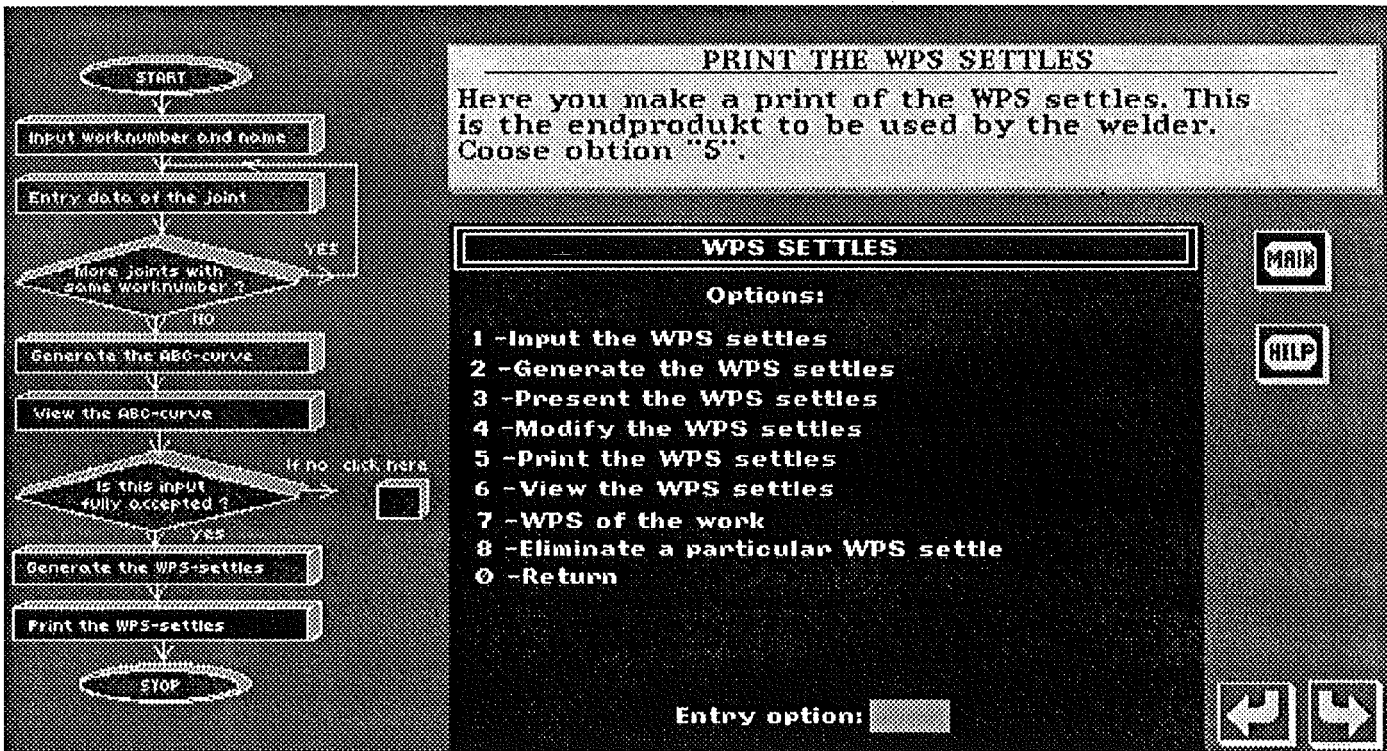 START
Input worknumber and name
Entry data of the joint
YES
More joints with
same worknumber ?
NO
Generate the ABC-curve
View the ABC-curve
If no click here
Is this input
fully accepted ?
yes
Generate the WPS-settles
Print the WPS-settles
STOP
PRINT THE WPS SETTLES
Here you make a print of the WPS settles. This
is the endprodukt to be used by the welder.
Coose obtion "5".
WPS SETTLES
Options:
1 -Input the WPS settles
2 -Generate the WPS settles
3 -Present the WPS settles
4 -Modify the WPS settles
5 -Print the WPS settles
6 -View the WPS settles
7 -WPS of the work
8 -Eliminate a particular WPS settle
0 -Return
Entry option:
MAIN
HELP